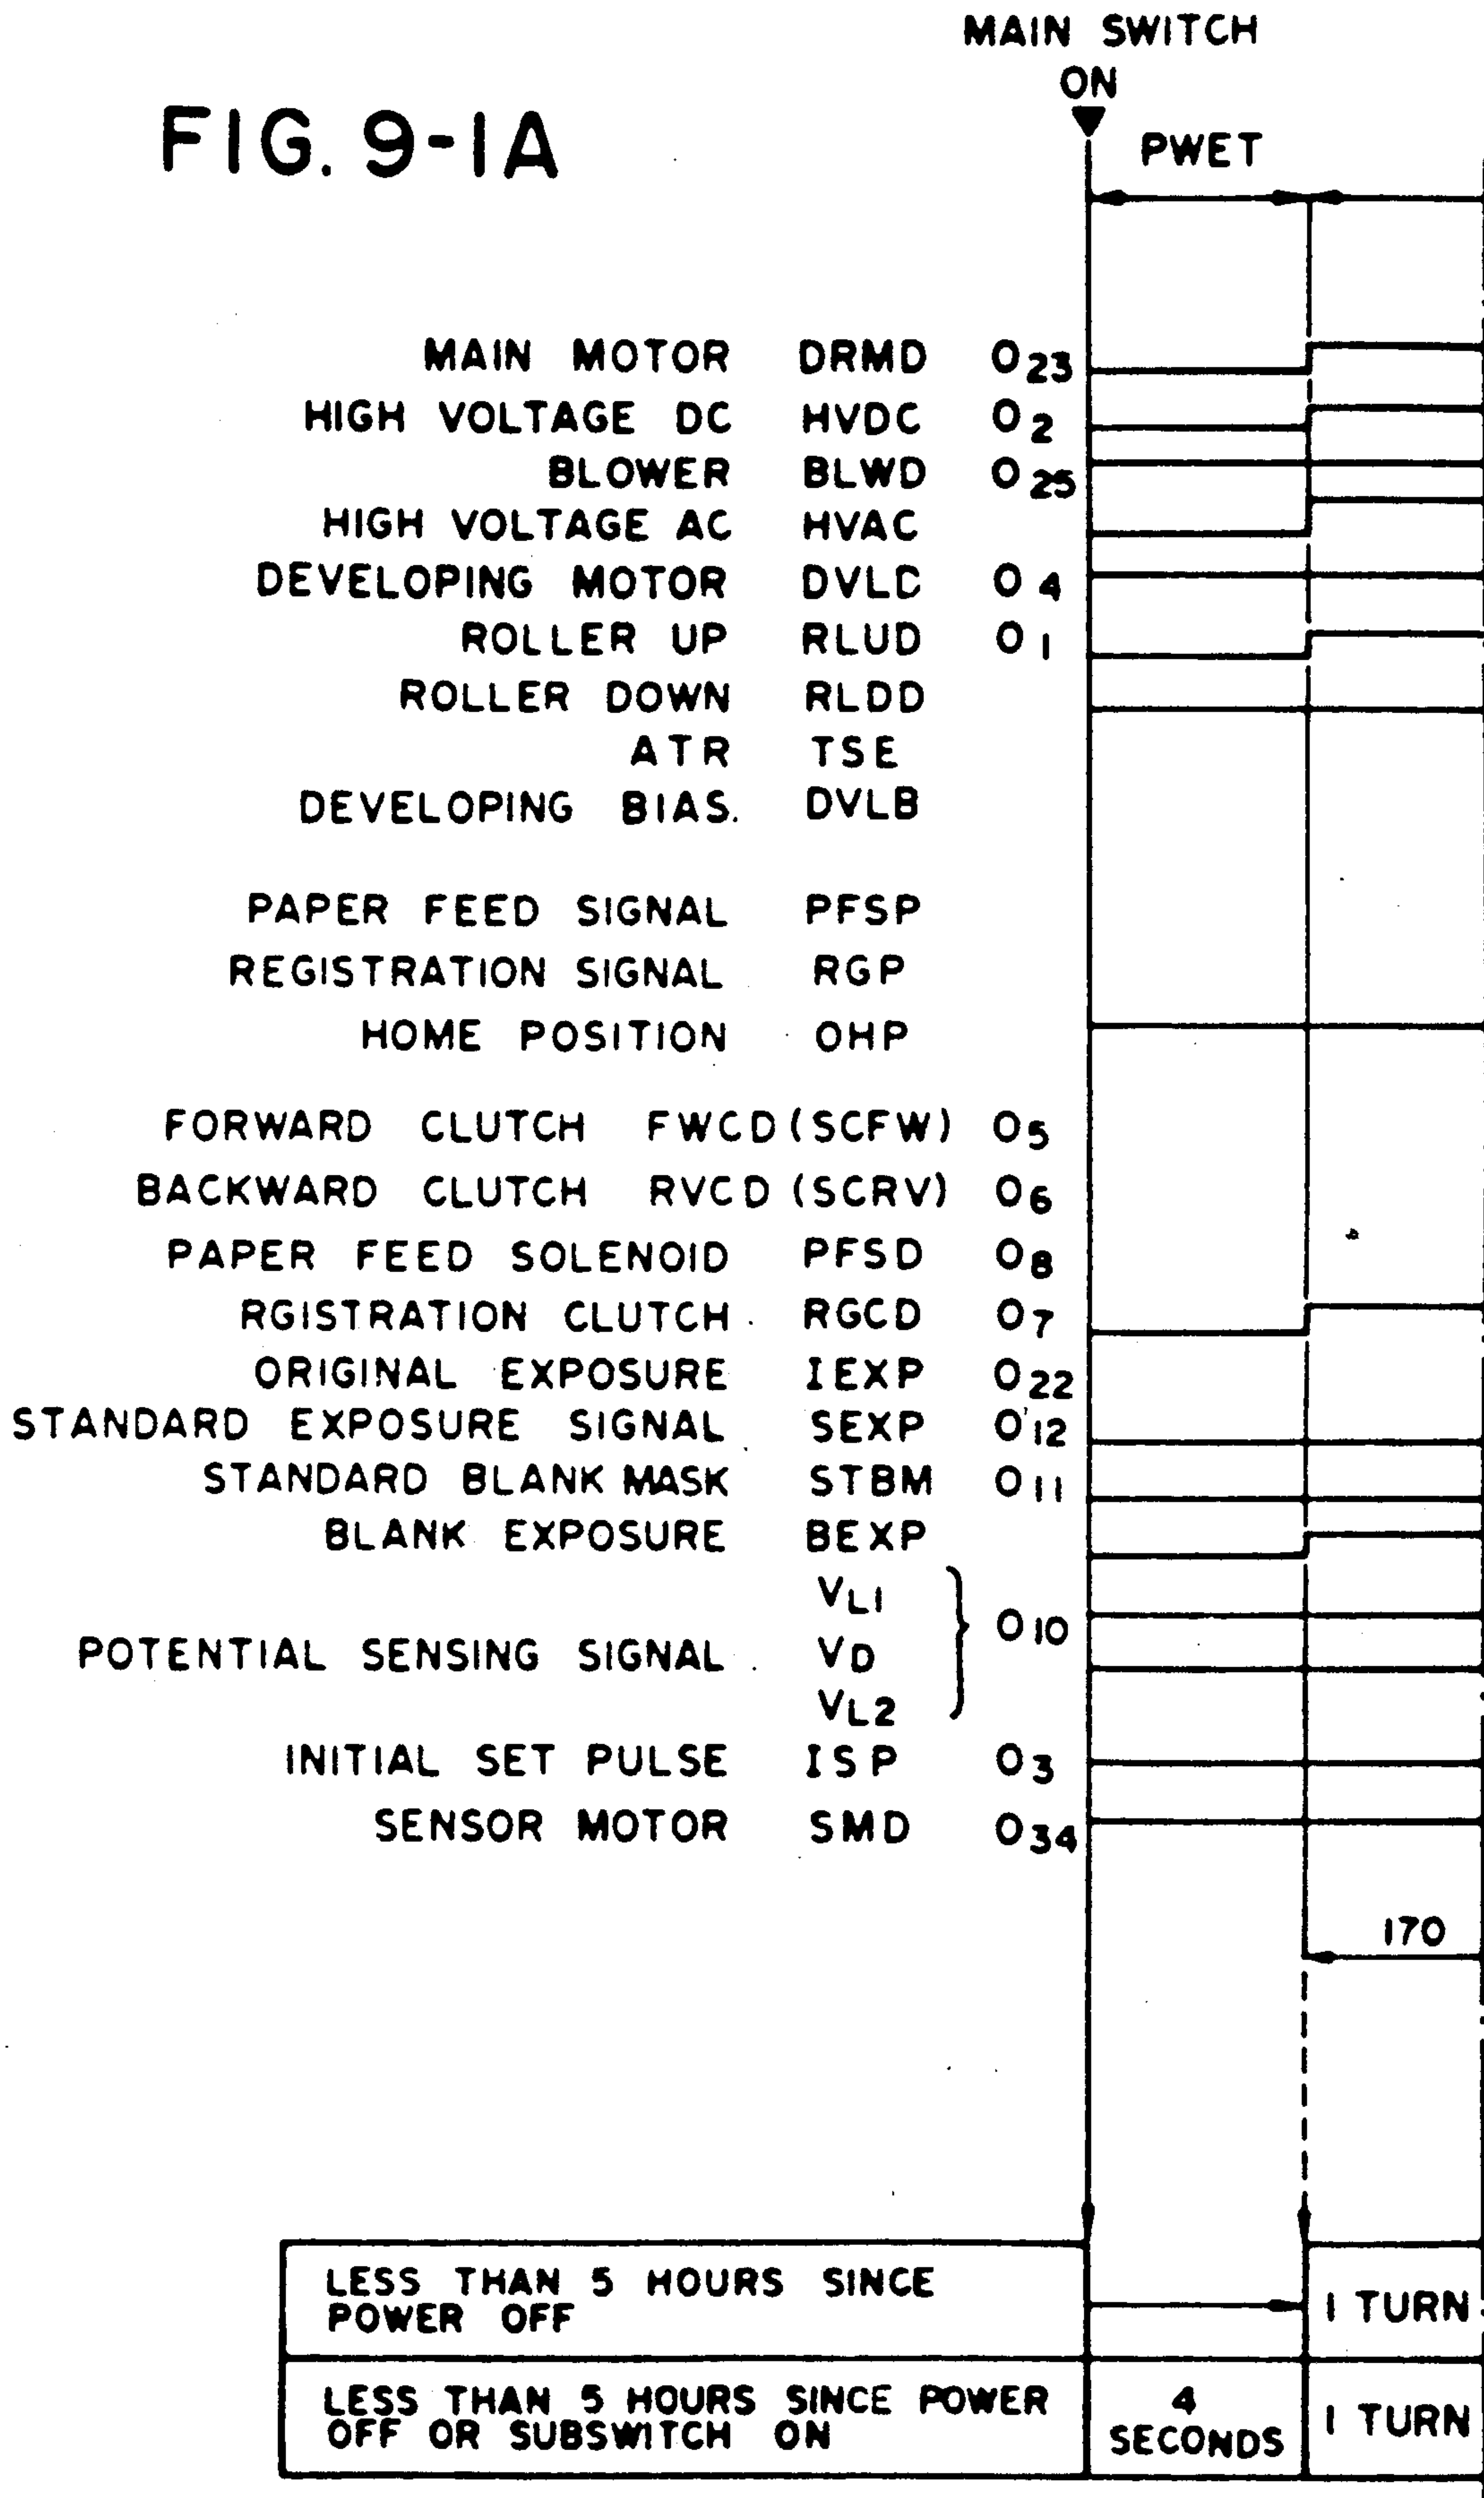 MAIN SWITCH
ON
FIG. 9-1A
PWET
MAIN MOTOR DRMD O23
HIGH VOLTAGE DC HVDC O2
BLOWER BLWD O25
HIGH VOLTAGE AC HVAC
DEVELOPING MOTOR DVLC O4
ROLLER UP RLUD O1
ROLLER DOWN RLDD
ATR TSE
DEVELOPING BIAS. DVLB
PAPER FEED SIGNAL PFSP
REGISTRATION SIGNAL RGP
HOME POSITION OHP
FORWARD CLUTCH FWCD (SCFW) O5
BACKWARD CLUTCH RVCD (SCRV) O6
PAPER FEED SOLENOID PFSD O8
RGISTRATION CLUTCH RGCD O7
ORIGINAL EXPOSURE IEXP O22
STANDARD EXPOSURE SIGNAL SEXP O12
STANDARD BLANK MASK STBM O11
BLANK EXPOSURE BEXP
VL1
O10
POTENTIAL SENSING SIGNAL VD
VL2
INITIAL SET PULSE ISP O3
SENSOR MOTOR SMD O34
170
LESS THAN 5 HOURS SINCE
POWER OFF
1 TURN
LESS THAN 5 HOURS SINCE POWER
OFF OR SUBSWITCH ON
4
SECONDS
1 TURN